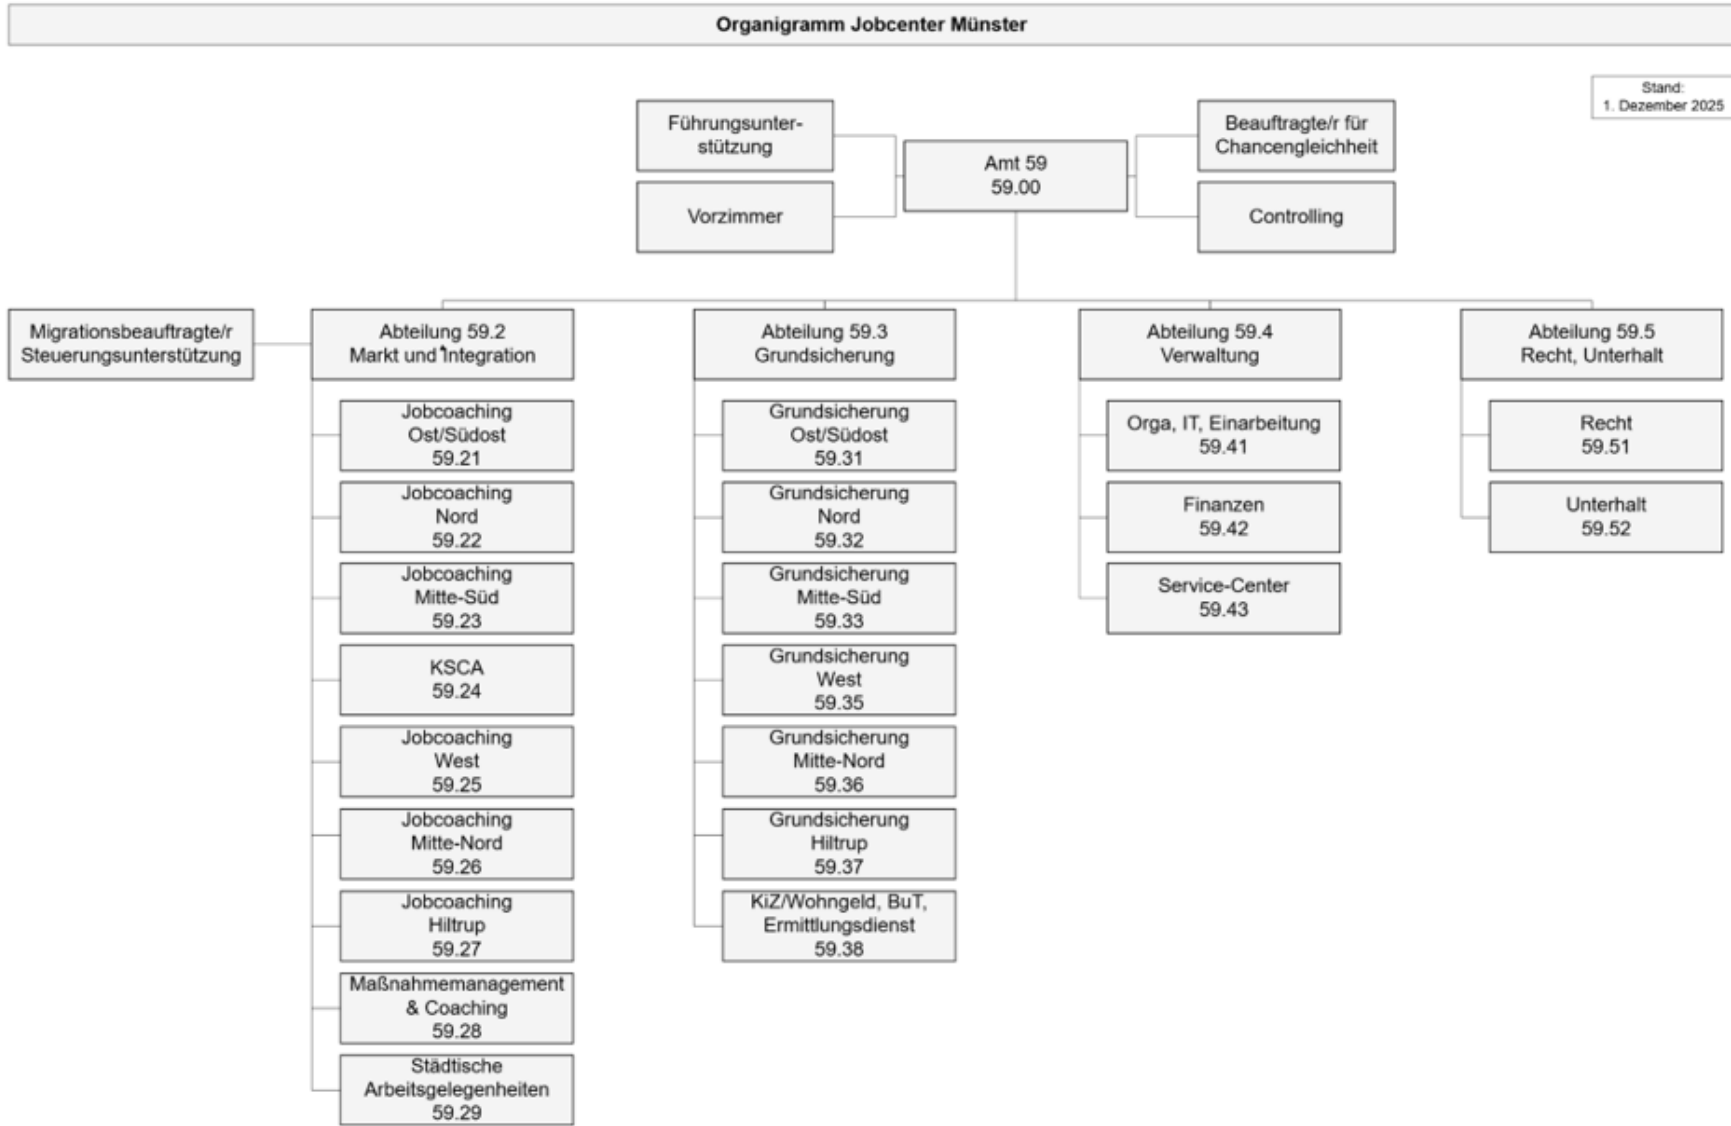 Organigramm Jobcenter Münster
Stand:
1. Dezember 2025
Führungsunter-
stützung
Vorzimmer
Amt 59
59.00
Beauftragte/r für
Chancengleichheit
Controlling
Migrationsbeauftragte/r
Steuerungsunterstützung
Abteilung 59.2
Markt und Integration
Jobcoaching
Ost/Südost
59.21
Jobcoaching
Nord
59.22
Jobcoaching
Mitte-Süd
59.23
KSCA
59.24
Jobcoaching
West
59.25
Jobcoaching
Mitte-Nord
59.26
Jobcoaching
Hiltrup
59.27
Maßnahmemanagement
& Coaching
59.28
Städtische
Arbeitsgelegenheiten
59.29
Abteilung 59.3
Grundsicherung
Grundsicherung
Ost/Südost
59.31
Grundsicherung
Nord
59.32
Grundsicherung
Mitte-Süd
59.33
Grundsicherung
West
59.35
Grundsicherung
Mitte-Nord
59.36
Grundsicherung
Hiltrup
59.37
KiZ/Wohngeld, BuT,
Ermittlungsdienst
59.38
Abteilung 59.4
Verwaltung
Orga, IT, Einarbeitung
59.41
Finanzen
59.42
Service-Center
59.43
Abteilung 59.5
Recht, Unterhalt
Recht
59.51
Unterhalt
59.52